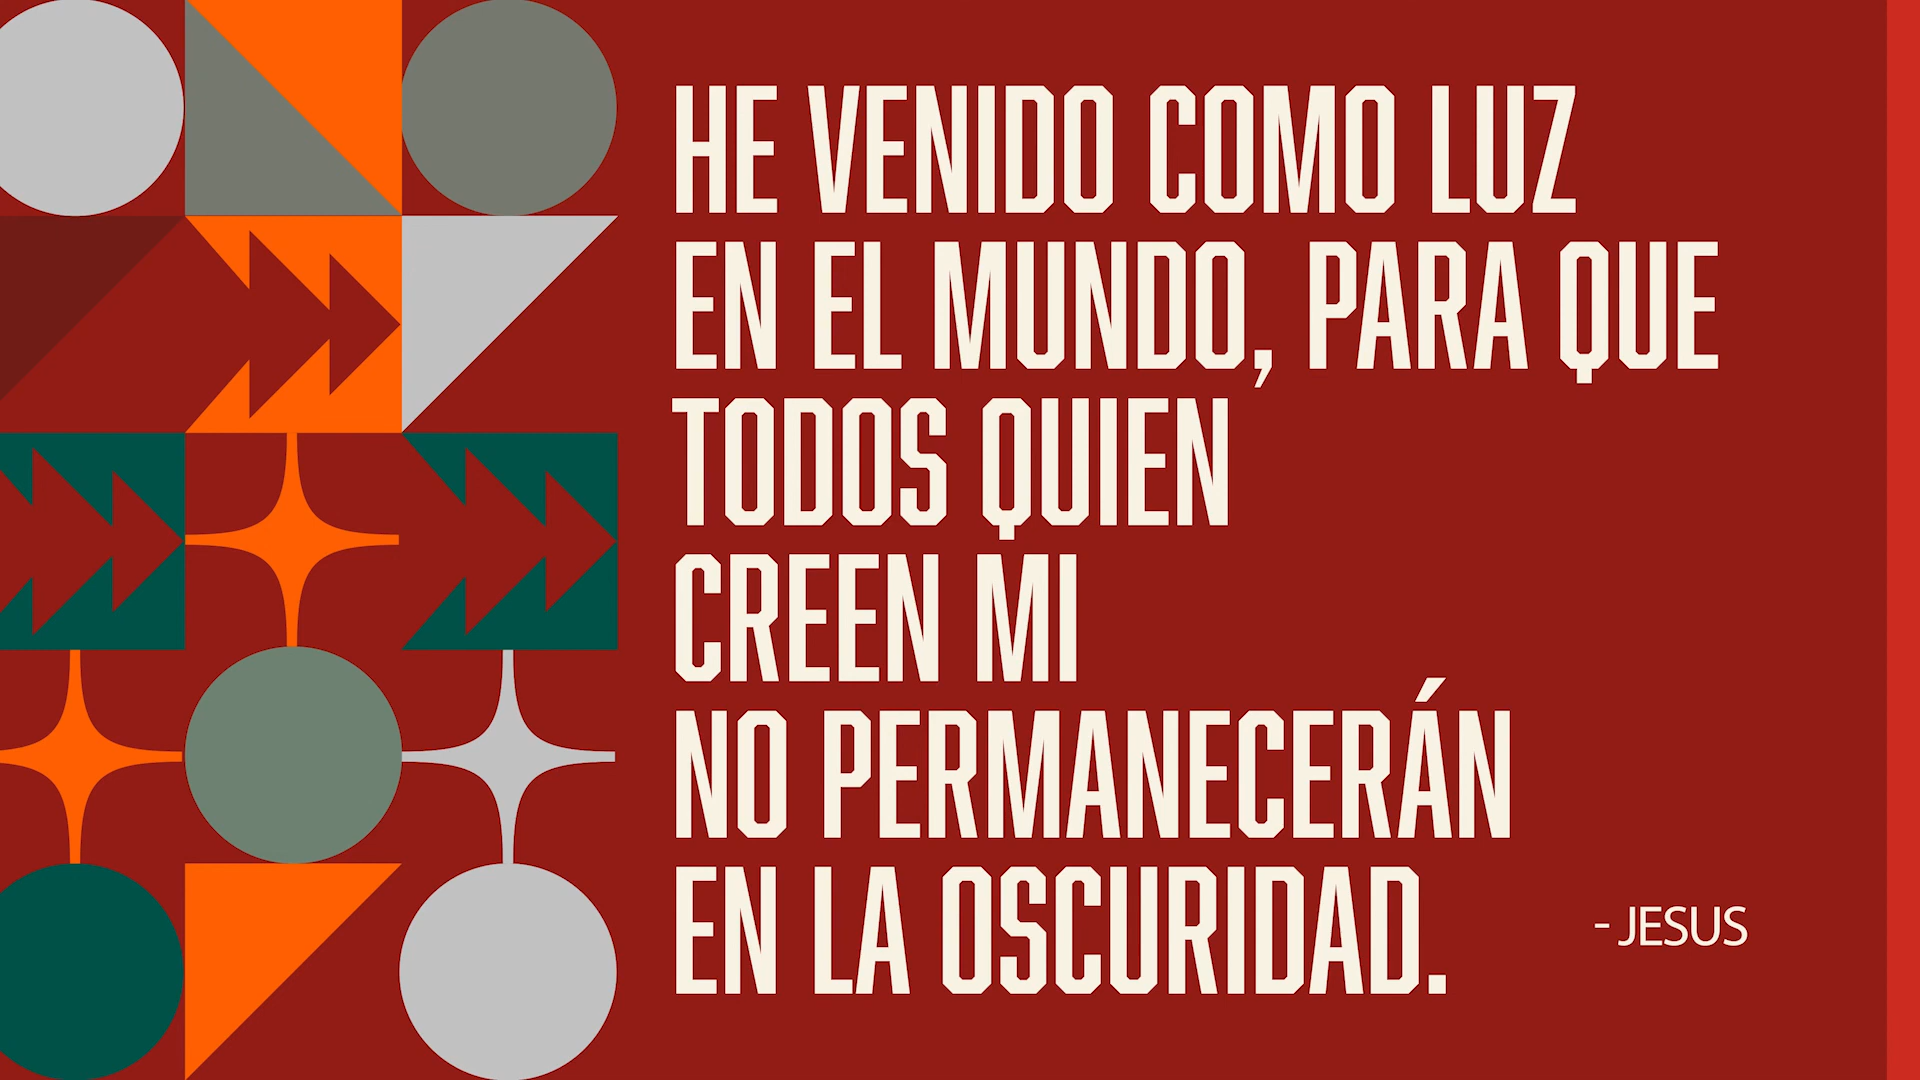 HE VENIDO COMO LUZ
EN EL MUNDO, PARA QUE
TODOS QUIEN
CREEN MI
NO PERMANECERÁN
EN LA OSCURIDAD.
- JESUS